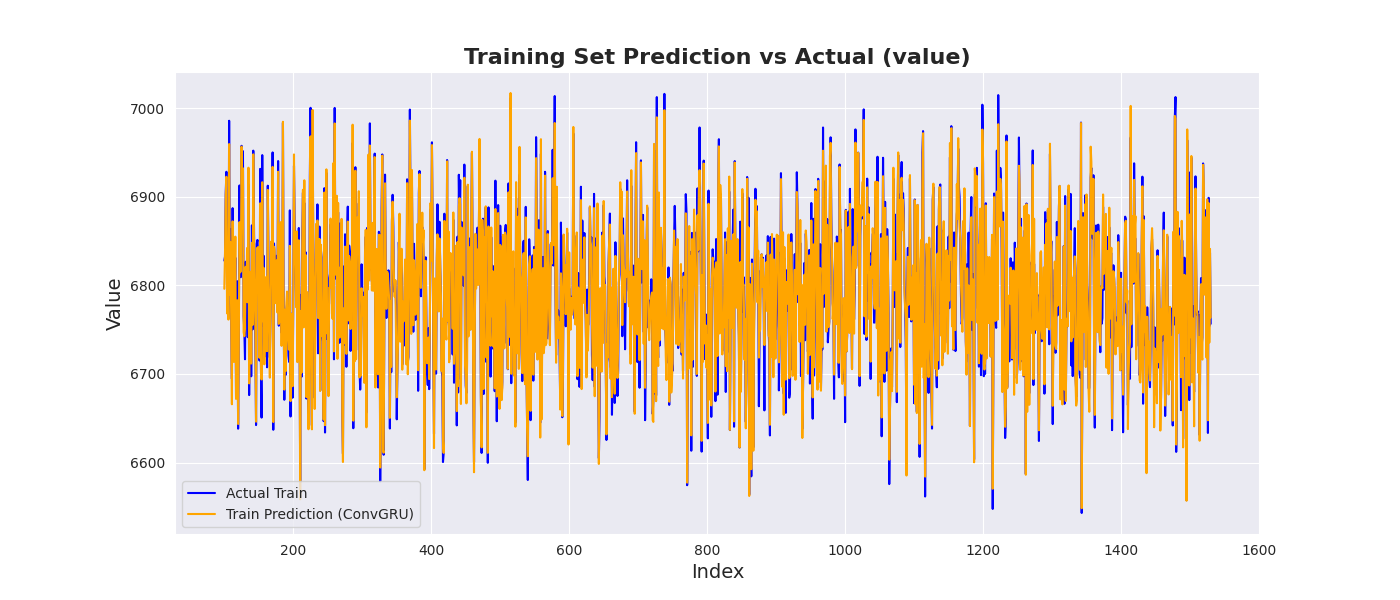 Training Set Prediction vs Actual (value)
Value
7000
6900
6800
6700
6600
Actual Train
Train Prediction (ConvGRU)
200 400 600 800 1000 1200 1400 1600
Index